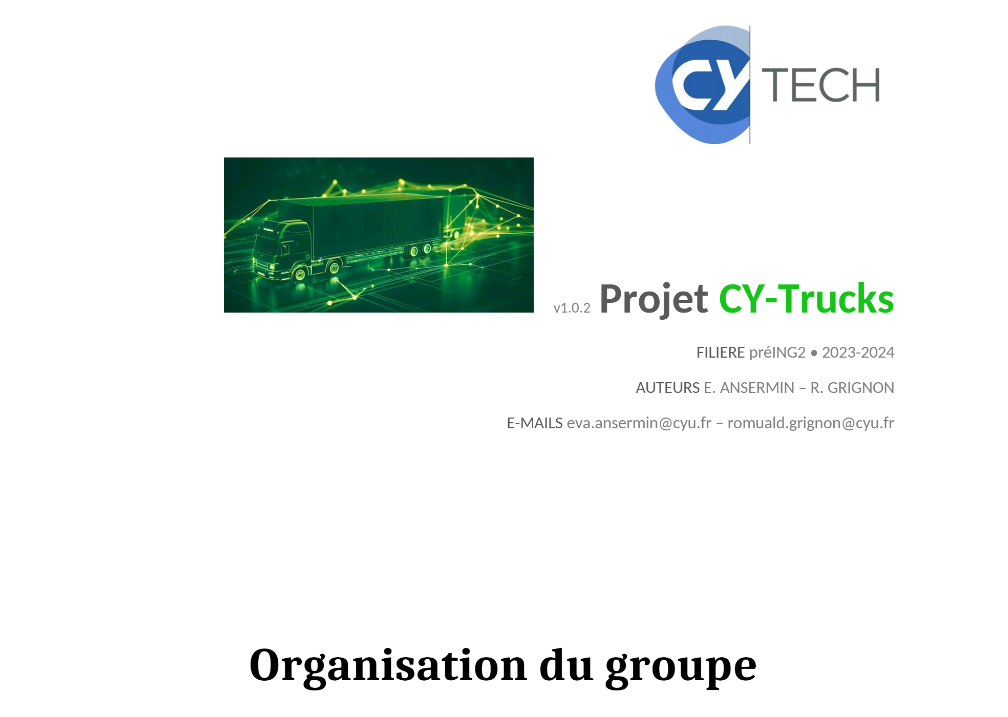 CY TECH
v1.0.2 Projet CY-Trucks
FILIERE préING2 • 2023-2024
AUTEURS E. ANSERMIN – R. GRIGNON
E-MAILS eva.ansermin@cyu.fr – romuald.grignon@cyu.fr
Organisation du groupe